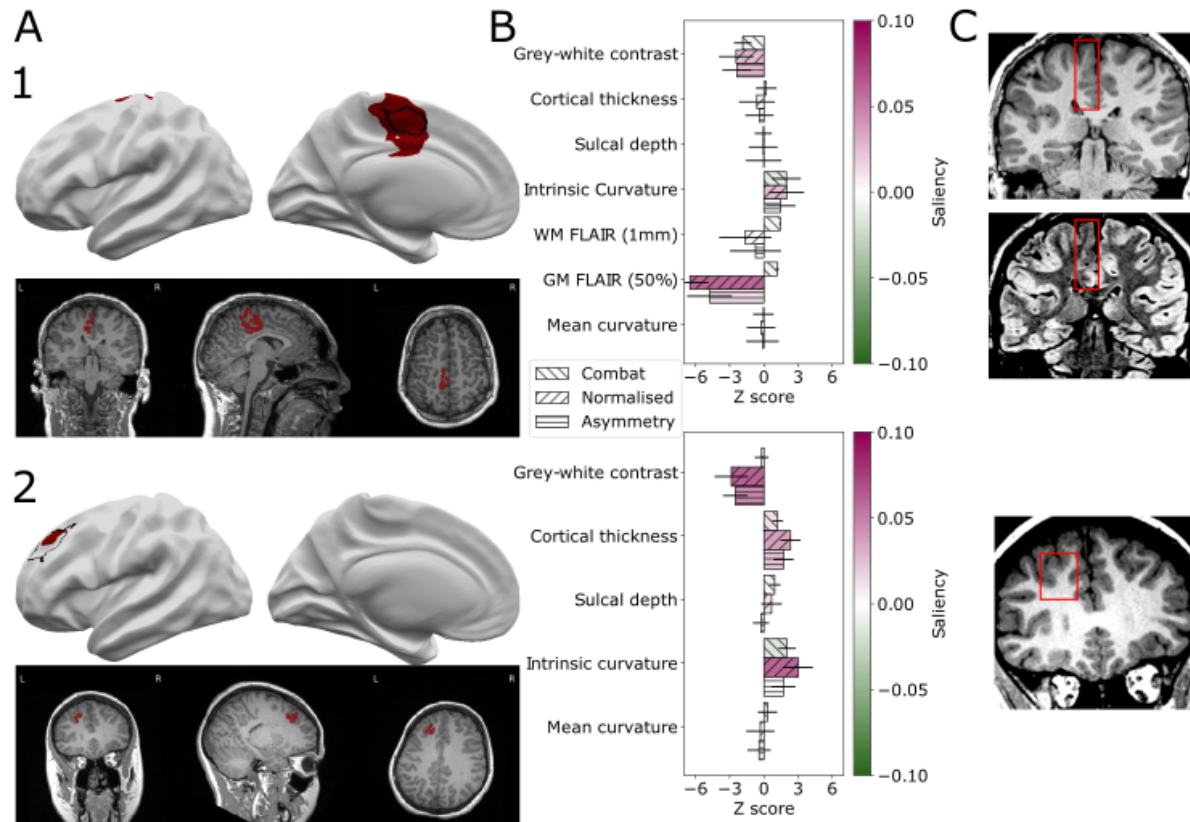 A
B
C
1
Grey-white contrast
Cortical thickness
Sulcal depth
Intrinsic Curvature
WM FLAIR (1mm)
GM FLAIR (50%)
Mean curvature
−6 −3 0 3 6
Z score
0.10
0.05
0.00
−0.05
−0.10
Saliency
Combat
Normalised
Asymmetry
L R L R
2
Grey-white contrast
Cortical thickness
Sulcal depth
Intrinsic curvature
Mean curvature
−6 −3 0 3 6
Z score
0.10
0.05
0.00
−0.05
−0.10
Saliency
L R L R